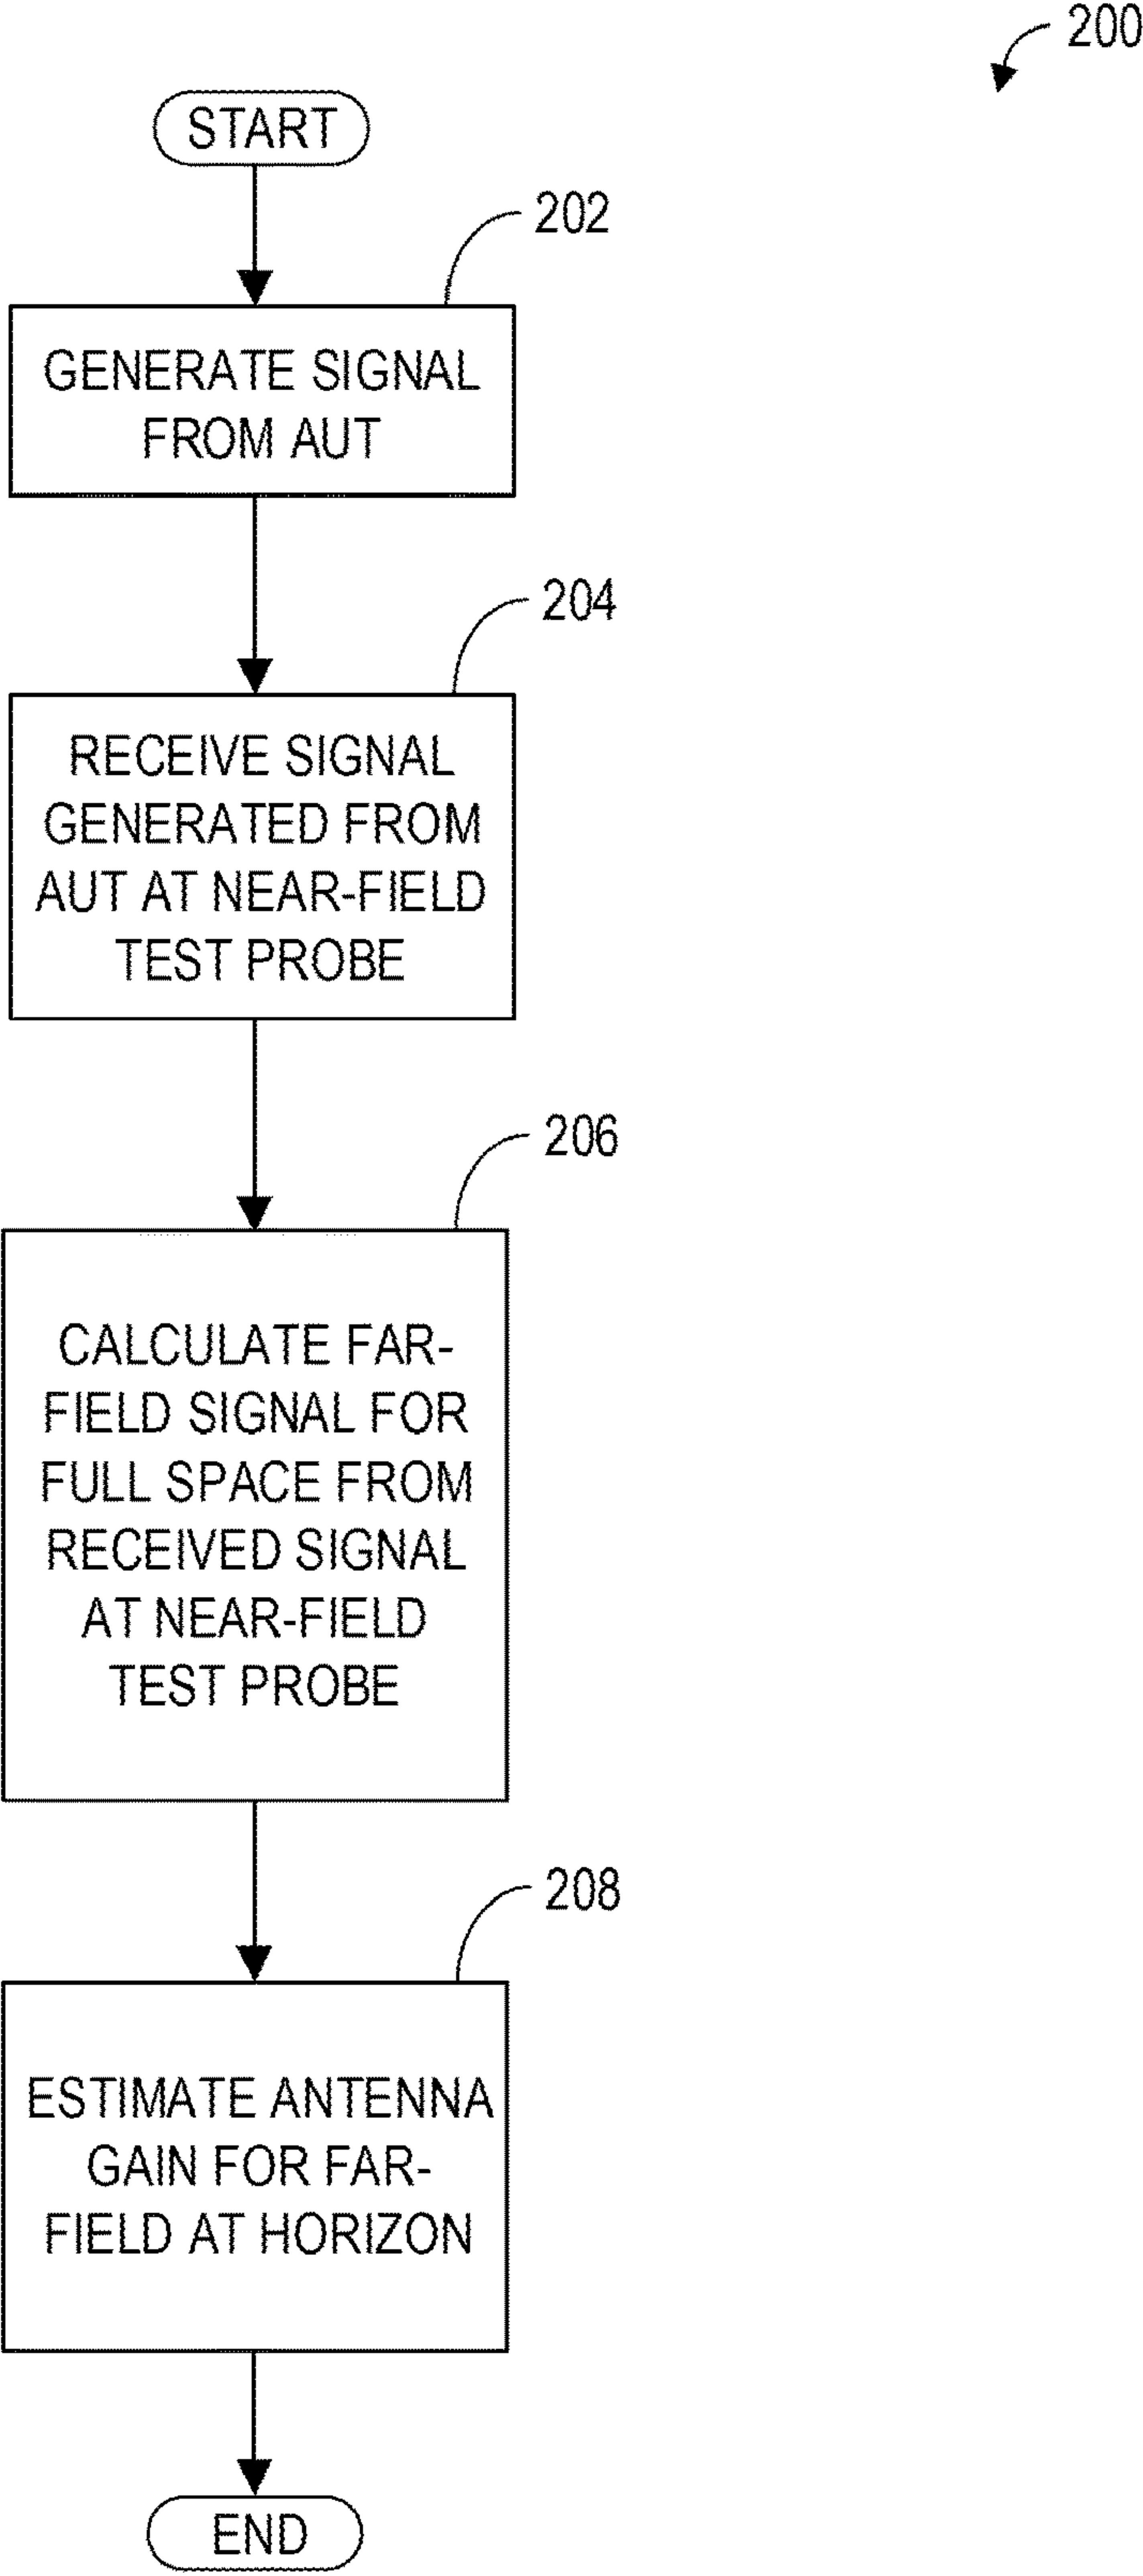 200
START
202
GENERATE SIGNAL
FROM AUT
204
RECEIVE SIGNAL
GENERATED FROM
AUT AT NEAR-FIELD
TEST PROBE
206
CALCULATE FAR-
FIELD SIGNAL FOR
FULL SPACE FROM
RECEIVED SIGNAL
AT NEAR-FIELD
TEST PROBE
208
ESTIMATE ANTENNA
GAIN FOR FAR-
FIELD AT HORIZON
END